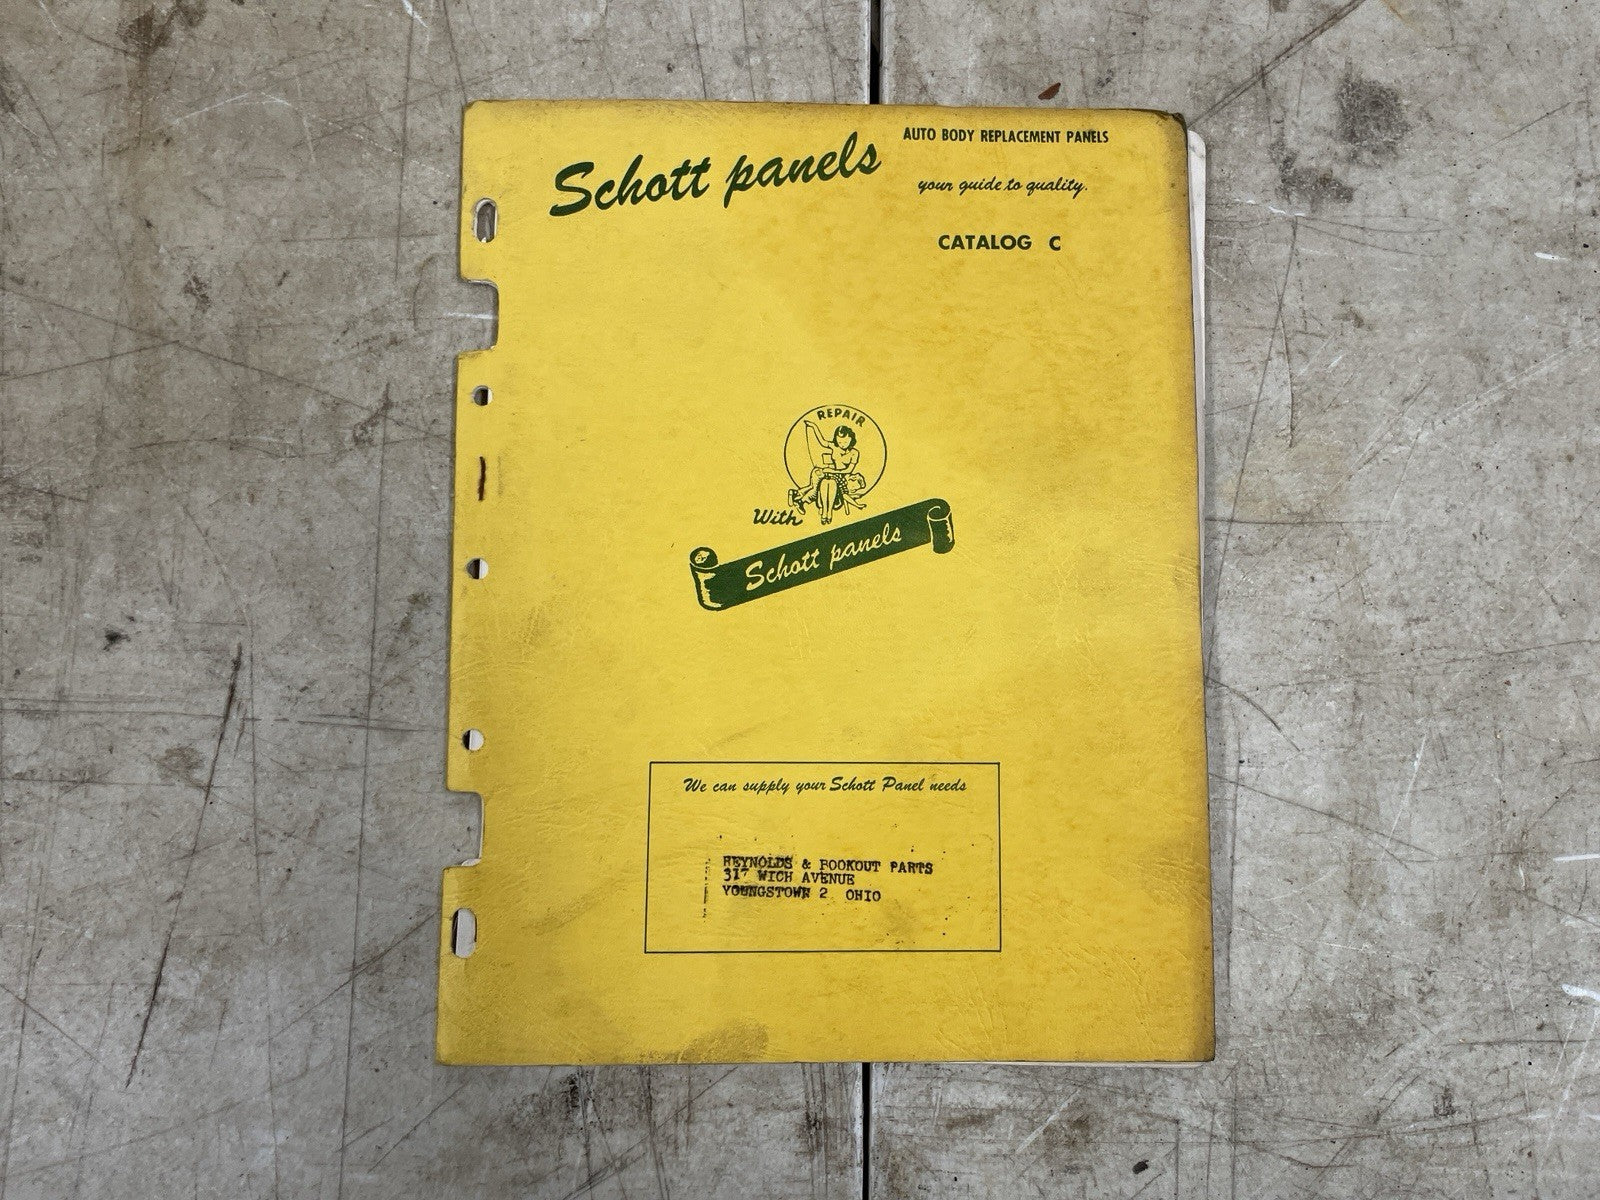 Schott panels
AUTO BODY REPLACEMENT PANELS
your guide to quality.
CATALOG C
REPAIR
With
Schott panels
We can supply your Schott Panel needs
REYNOLDS & BOOKOUT PARTS
317 WICH AVENUE
YOUNGSTOWN 2 OHIO